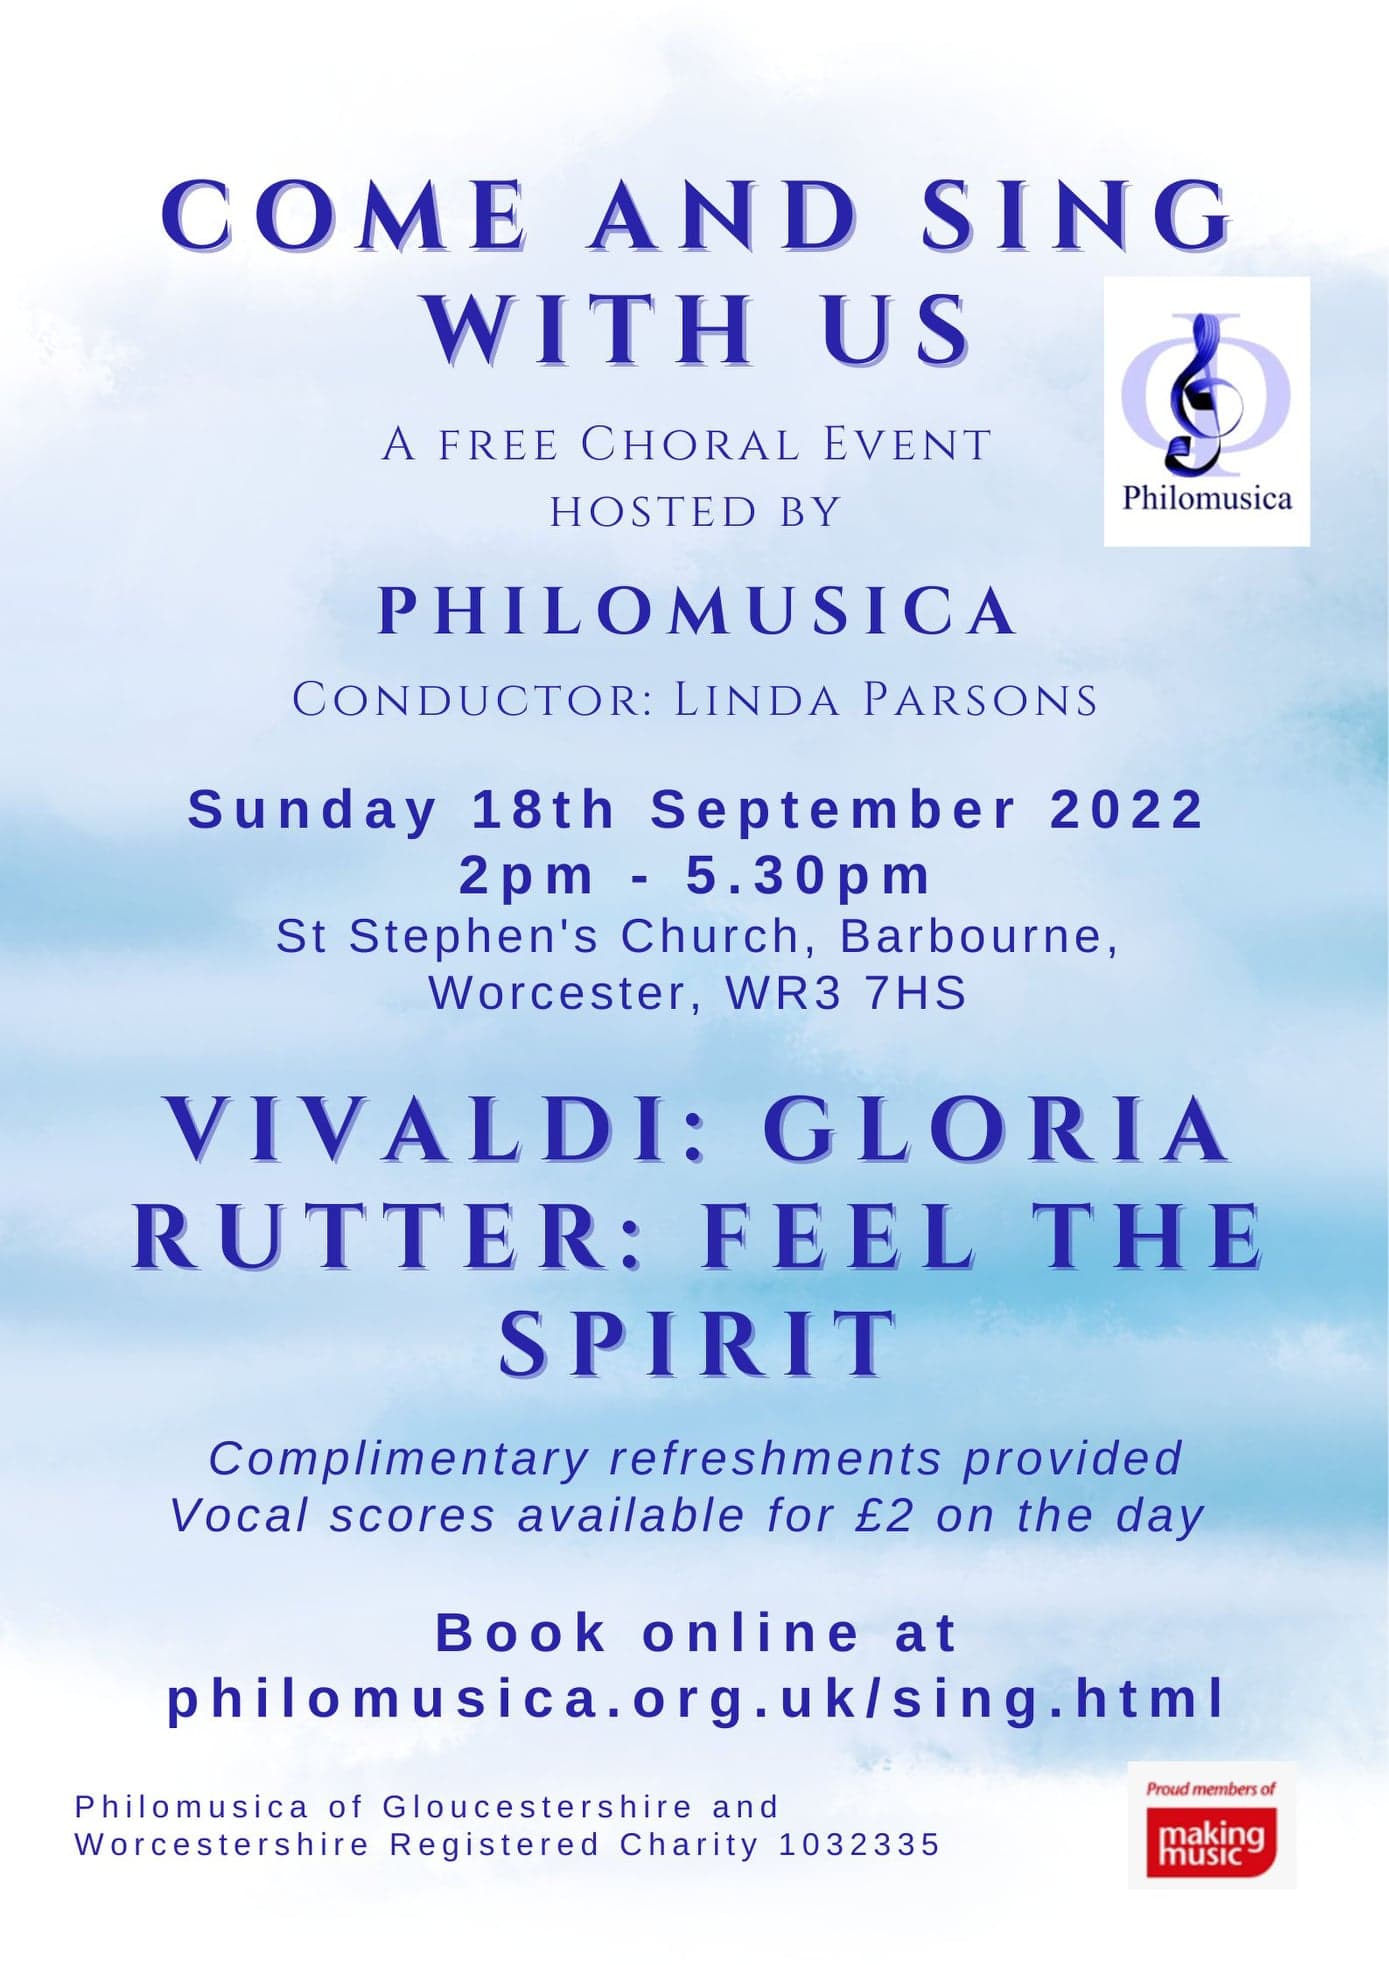 COME AND SING
WITH US
A FREE CHORAL EVENT
HOSTED BY
Philomusica
PHILOMUSICA
CONDUCTOR: LINDA PARSONS
Sunday 18th September 2022
2pm - 5.30pm
St Stephen's Church, Barbourne,
Worcester, WR3 7HS
VIVALDI: GLORIA
RUTTER: FEEL THE
SPIRIT
Complimentary refreshments provided
Vocal scores available for £2 on the day
Book online at
philomusica.org.uk/sing.html
Philomusica of Gloucestershire and
Worcestershire Registered Charity 1032335
Proud members of
making
music